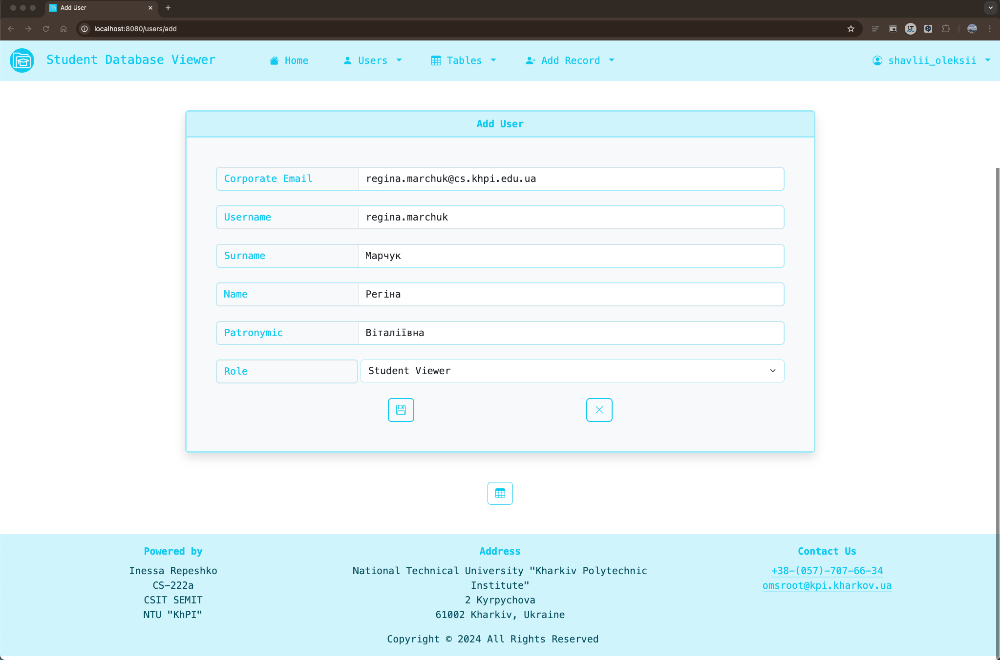 Add User
localhost:8080/users/add
Student Database Viewer
Home
Users
Tables
Add Record
shavlii_oleksii
Add User
Corporate Email
regina.marchuk@cs.khpi.edu.ua
Username
regina.marchuk
Surname
Марчук
Name
Регіна
Patronymic
Віталіївна
Role
Student Viewer
Powered by
Inessa Repeshko
CS-222a
CSIT SEMIT
NTU "KhPI"
Address
National Technical University "Kharkiv Polytechnic
Institute"
2 Kyrpychova
61002 Kharkiv, Ukraine
Contact Us
+38-(057)-707-66-34
omsroot@kpi.kharkov.ua
Copyright © 2024 All Rights Reserved